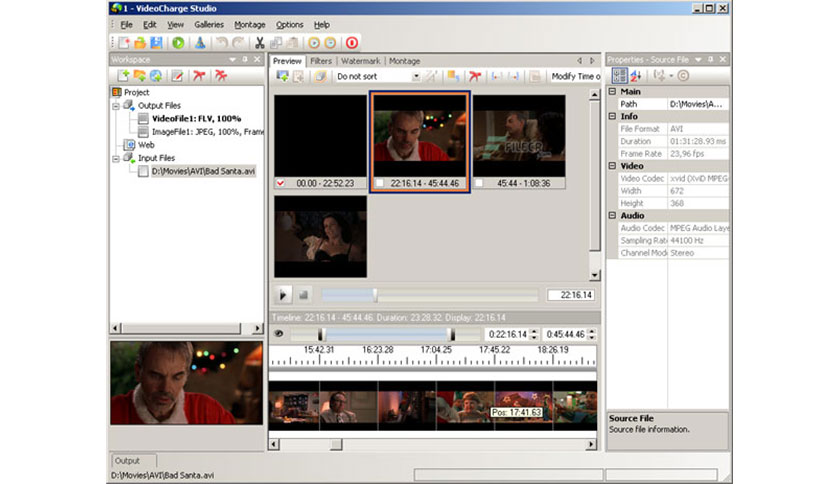 1 - VideoCharge Studio
File Edit View Galleries Montage Options Help
Workspace
Project
Output Files
VideoFile1: FLV, 100%
ImageFile1: JPEG, 100%, Frame
Web
Input Files
D:\Movies\AVI\Bad Santa.avi
Preview Filters Watermark Montage
Do not sort
Modify Time o
00.00 - 22:52.23
22:16.14 - 45:44.46
45:44 - 1:08:36
22:16.14
Timeline: 22:16.14 - 45:44.46. Duration: 23:28.32. Display: 22:16.14
0:22:16.14
0:45:44.46
15:42.31 16:23.28 17:04.25 17:45.22 18:26.19
Pos: 17:41.63
Properties - Source File
Main
Path D:\Movies\A...
Info
File Format AVI
Duration 01:31:28.93 ms
Frame Rate 23,96 fps
Video
Video Codec xvid (XviD MPEG
Width 672
Height 368
Audio
Audio Codec MPEG Audio Laye
Sampling Rat 44100 Hz
Channel Mod Stereo
Source File
Source file information.
Output
D:\Movies\AVI\Bad Santa.avi